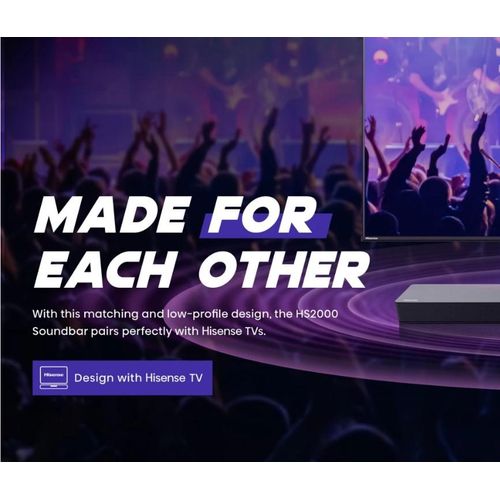 MADE FOR
EACH OTHER
With this matching and low-profile design, the HS2000
Soundbar pairs perfectly with Hisense TVs.
Hisense
Design with Hisense TV